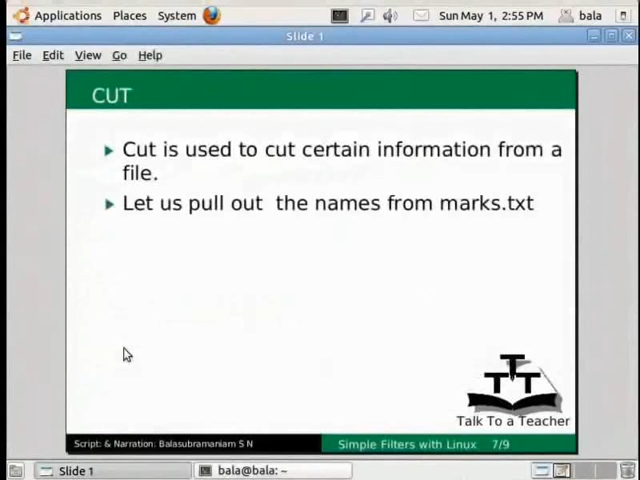 Applications Places System Sun May 1, 2:55 PM bala
Slide 1
File Edit View Go Help
CUT
Cut is used to cut certain information from a
file.
Let us pull out the names from marks.txt
T T T
Talk To a Teacher
Script: & Narration: Balasubramaniam S N Simple Filters with Linux 7/9
Slide 1 bala@bala: ~